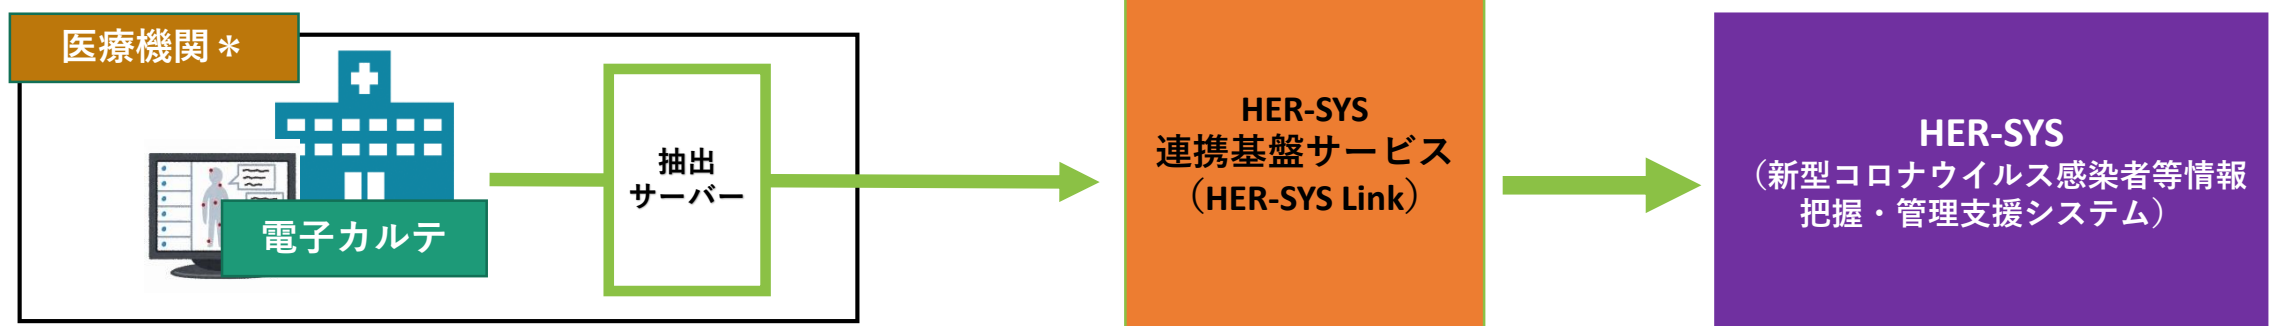 医療機関＊
電子カルテ
抽出
サーバー
HER-SYS
連携基盤サービス
（HER-SYS Link）
HER-SYS
（新型コロナウイルス感染者等情報
把握・管理支援システム）